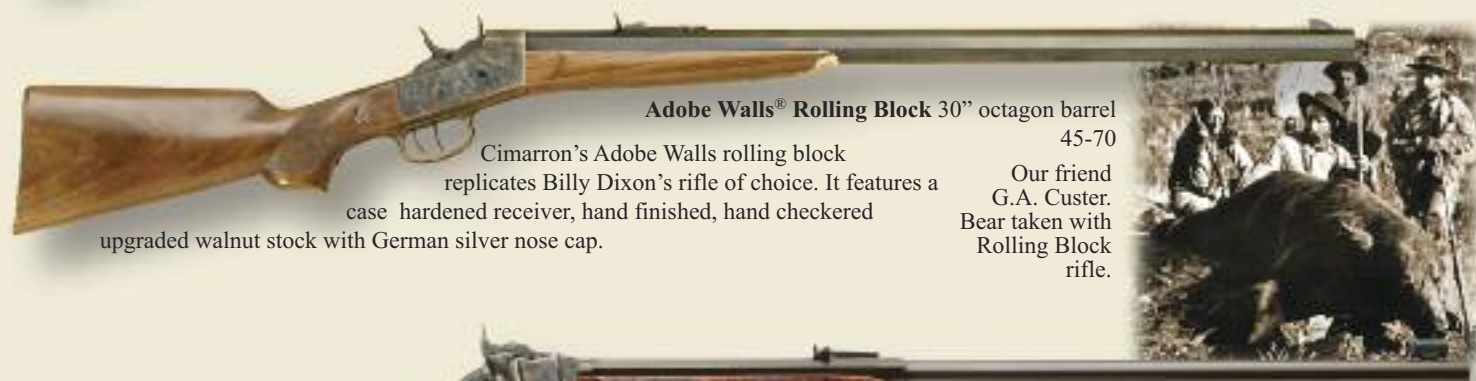 Adobe Walls® Rolling Block 30” octagon barrel
45-70
Cimarron’s Adobe Walls rolling block
replicates Billy Dixon’s rifle of choice. It features a
case hardened receiver, hand finished, hand checkered
upgraded walnut stock with German silver nose cap.
Our friend
G.A. Custer.
Bear taken with
Rolling Block
rifle.